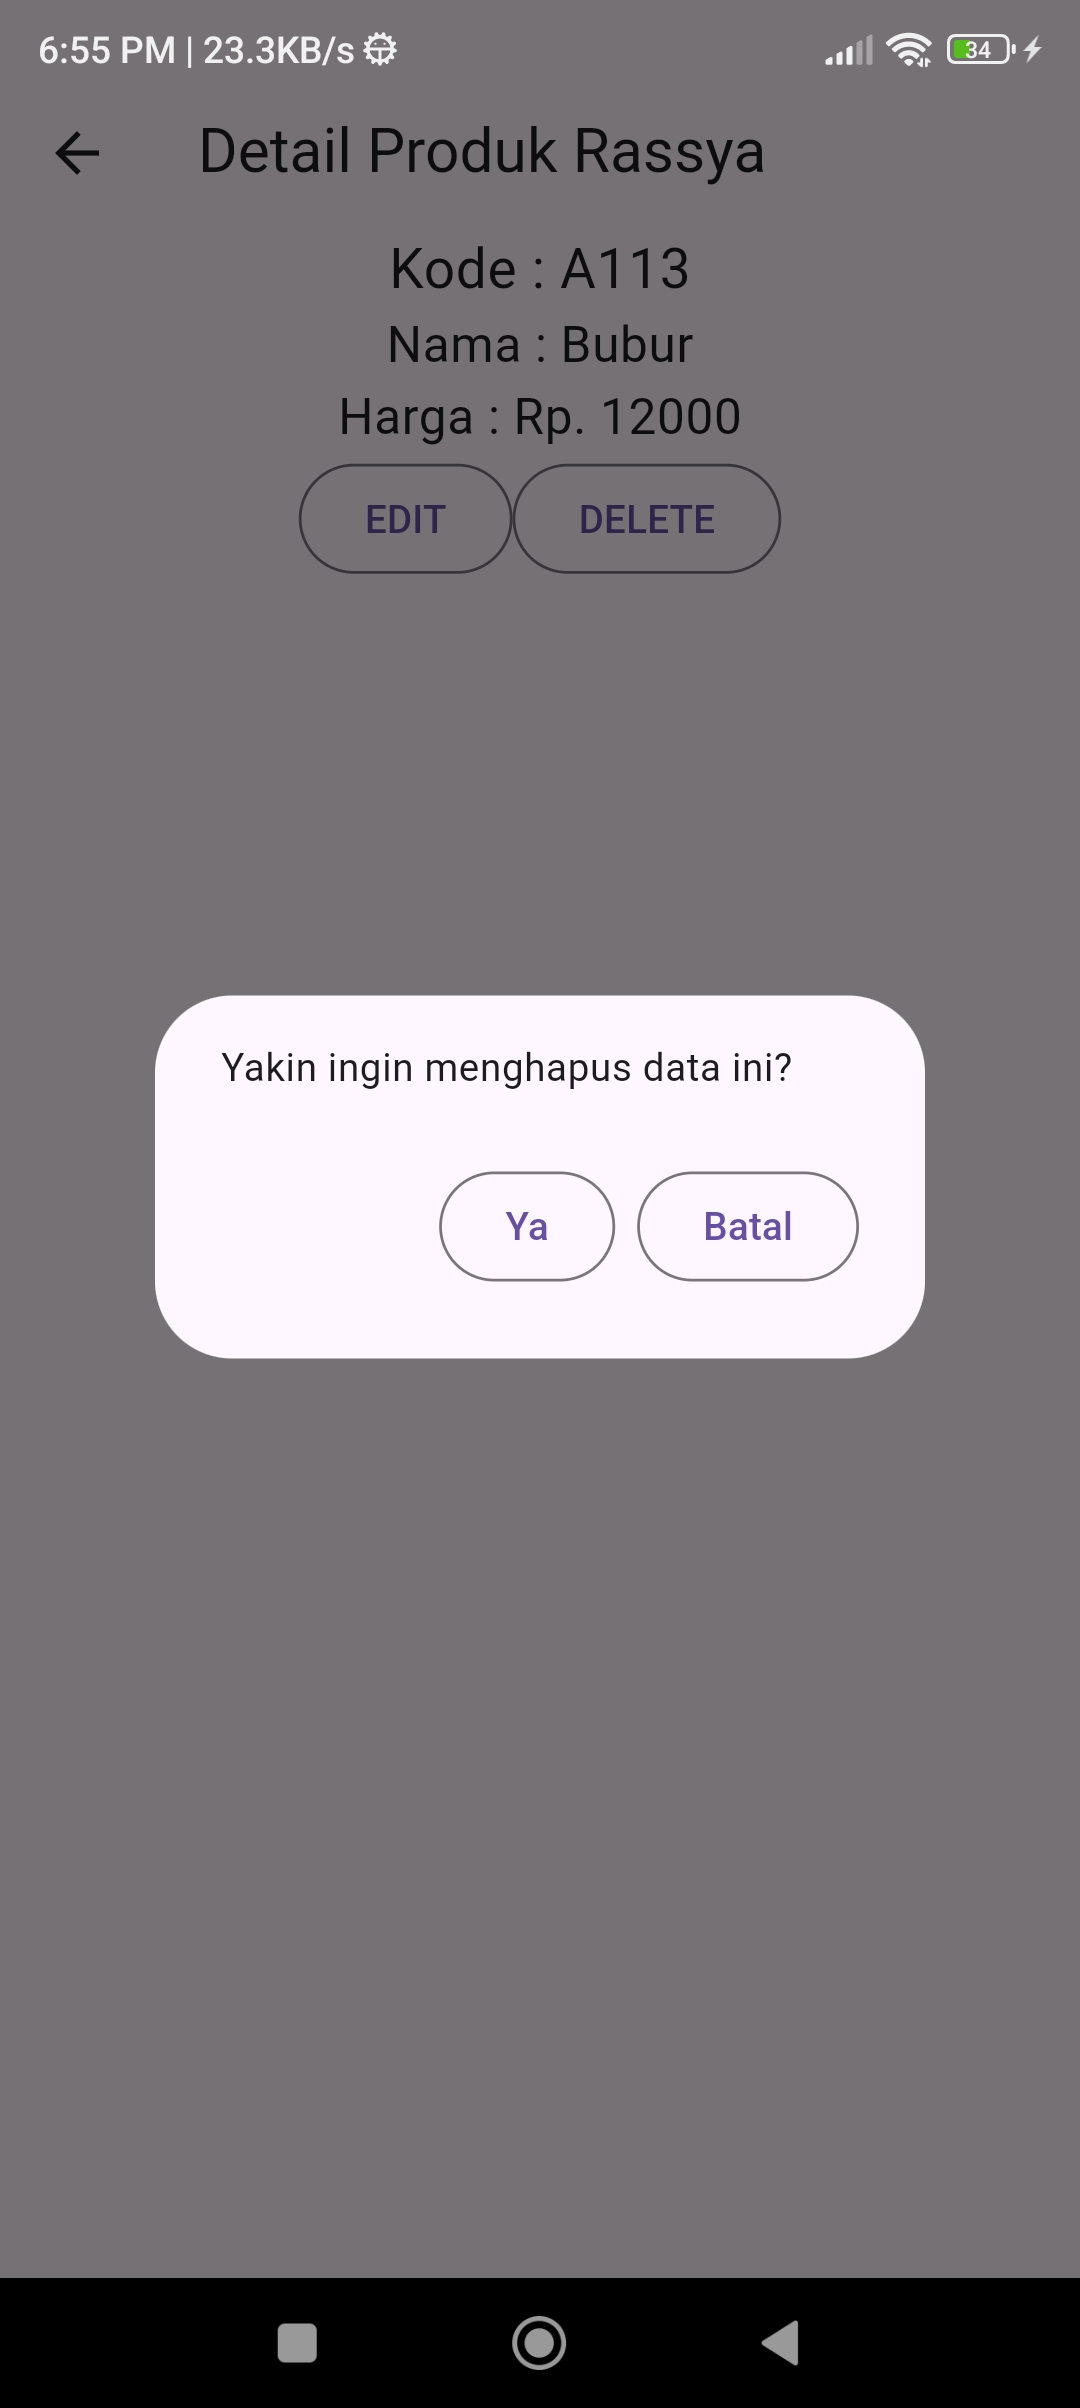 6:55 PM | 23.3KB/s
34
Detail Produk Rassya
Kode : A113
Nama : Bubur
Harga : Rp. 12000
EDIT DELETE
Yakin ingin menghapus data ini?
Ya Batal